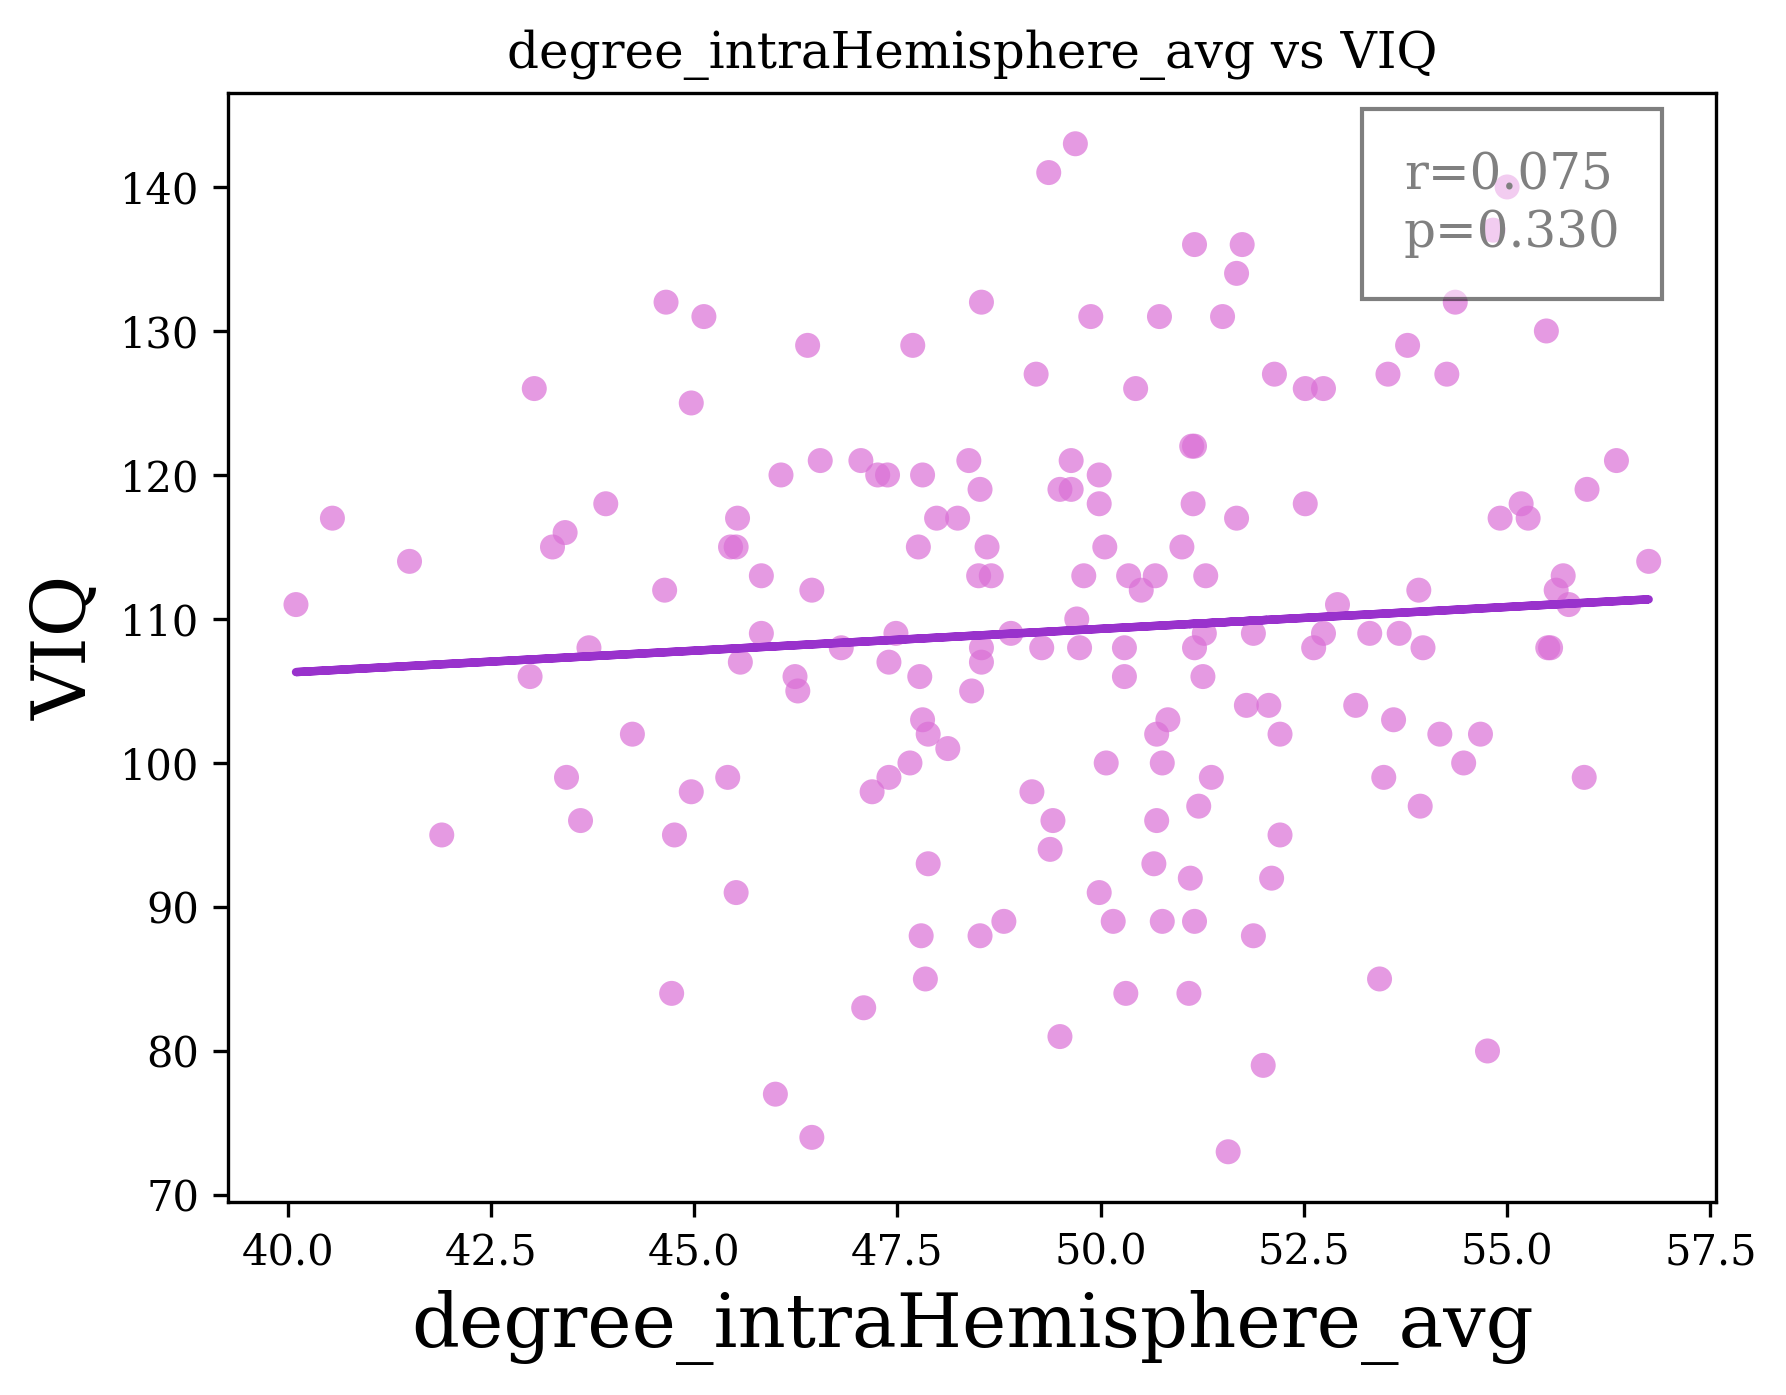 degree_intraHemisphere_avg vs VIQ
r=0.075
p=0.330
VIQ
140
130
120
110
100
90
80
70
40.0 42.5 45.0 47.5 50.0 52.5 55.0 57.5
degree_intraHemisphere_avg